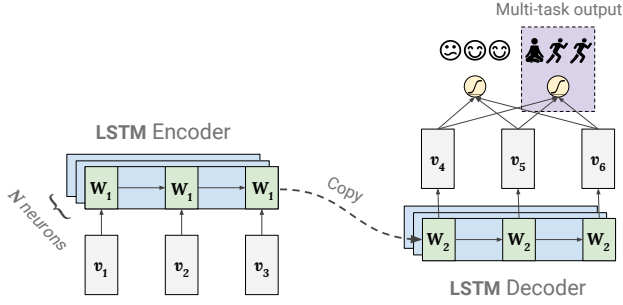 Multi-task output
LSTM Encoder
v4 v5 v6
W1 W1 W1
Copy
N neurons
W2 W2 W2
v1 v2 v3
LSTM Decoder